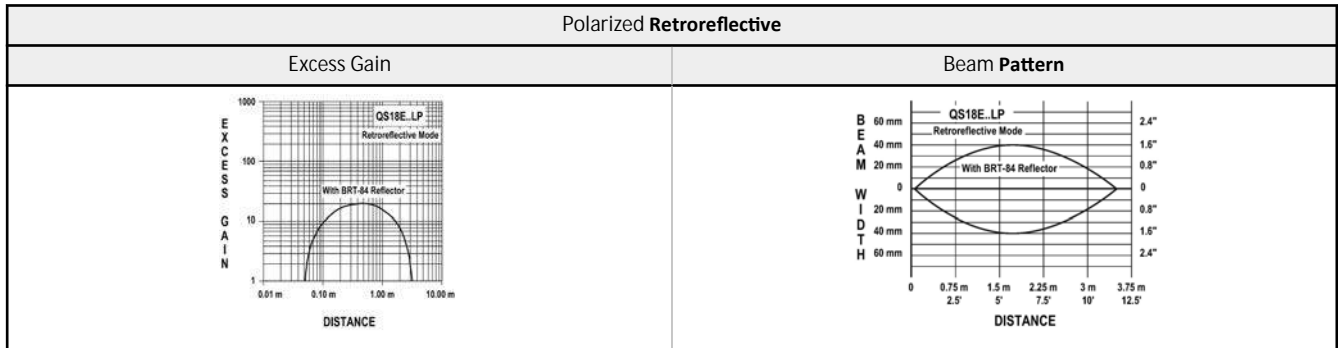 Polarized Retroreflective
Excess Gain
Beam Pattern
EXCESS GAIN
1000
100
10
1
QS18E..LP
Retroreflective Mode
With BRT-84 Reflector
0.01 m 0.10 m 1.00 m 10.00 m
DISTANCE
BEAM WIDTH
60 mm
40 mm
20 mm
0
20 mm
40 mm
60 mm
QS18E..LP
Retroreflective Mode
With BRT-84 Reflector
2.4"
1.6"
0.8"
0
0.8"
1.6"
2.4"
0 0.75 m 1.5 m 2.25 m 3 m 3.75 m
2.5' 5' 7.5' 10' 12.5'
DISTANCE